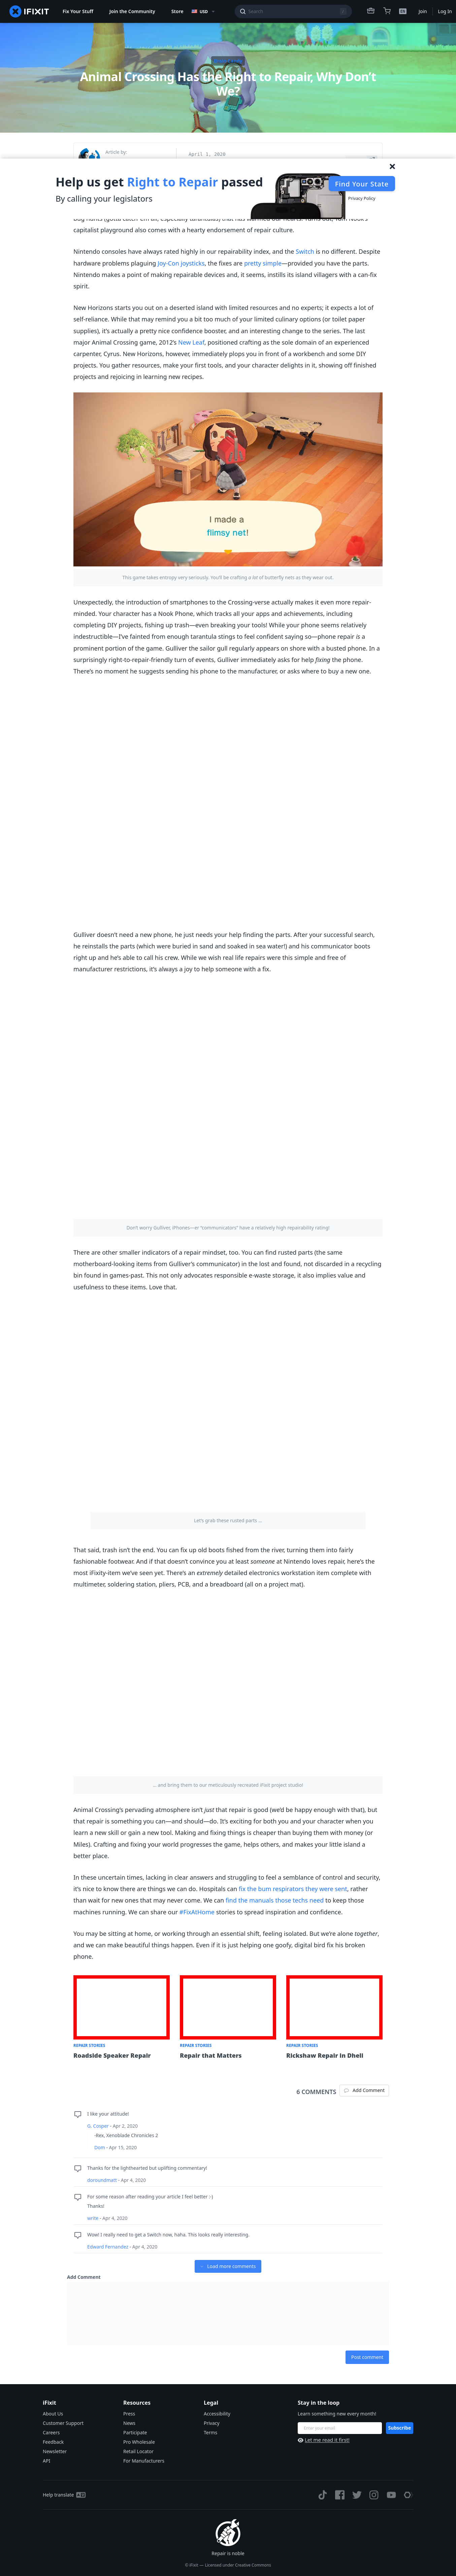 IFIXIT
Fix Your Stuff
Join the Community
Store
USD
Search
EN
Join
Log In
Animal Crossing Has the Right to Repair, Why Don't We?
Article by:
April 1, 2020
Help us get Right to Repair passed
By calling your legislators
Find Your State
Privacy Policy
capitalist playground also comes with a hearty endorsement of repair culture.
Nintendo consoles have always rated highly in our repairability index, and the Switch is no different. Despite
hardware problems plaguing Joy-Con joysticks, the fixes are pretty simple—provided you have the parts.
Nintendo makes a point of making repairable devices and, it seems, instills its island villagers with a can-fix
spirit.
New Horizons starts you out on a deserted island with limited resources and no experts; it expects a lot of
self-reliance. While that may remind you a bit too much of your limited culinary options (or toilet paper
supplies), it's actually a pretty nice confidence booster, and an interesting change to the series. The last
major Animal Crossing game, 2012's New Leaf, positioned crafting as the sole domain of an experienced
carpenter, Cyrus. New Horizons, however, immediately plops you in front of a workbench and some DIY
projects. You gather resources, make your first tools, and your character delights in it, showing off finished
projects and rejoicing in learning new recipes.
I made a
flimsy net!
This game takes entropy very seriously. You'll be crafting a lot of butterfly nets as they wear out.
Unexpectedly, the introduction of smartphones to the Crossing-verse actually makes it even more repair-
minded. Your character has a Nook Phone, which tracks all your apps and achievements, including
completing DIY projects, fishing up trash—even breaking your tools! While your phone seems relatively
indestructible—I've fainted from enough tarantula stings to feel confident saying so—phone repair is a
prominent portion of the game. Gulliver the sailor gull regularly appears on shore with a busted phone. In a
surprisingly right-to-repair-friendly turn of events, Gulliver immediately asks for help fixing the phone.
There's no moment he suggests sending his phone to the manufacturer, or asks where to buy a new one.
Gulliver doesn't need a new phone, he just needs your help finding the parts. After your successful search,
he reinstalls the parts (which were buried in sand and soaked in sea water!) and his communicator boots
right up and he's able to call his crew. While we wish real life repairs were this simple and free of
manufacturer restrictions, it's always a joy to help someone with a fix.
Don't worry Gulliver, iPhones—er "communicators" have a relatively high repairability rating!
There are other smaller indicators of a repair mindset, too. You can find rusted parts (the same
motherboard-looking items from Gulliver's communicator) in the lost and found, not discarded in a recycling
bin found in games-past. This not only advocates responsible e-waste storage, it also implies value and
usefulness to these items. Love that.
Let's grab these rusted parts ...
That said, trash isn't the end. You can fix up old boots fished from the river, turning them into fairly
fashionable footwear. And if that doesn't convince you at least someone at Nintendo loves repair, here's the
most iFixity-item we've seen yet. There's an extremely detailed electronics workstation item complete with
multimeter, soldering station, pliers, PCB, and a breadboard (all on a project mat).
... and bring them to our meticulously recreated iFixit project studio!
Animal Crossing's pervading atmosphere isn't just that repair is good (we'd be happy enough with that), but
that repair is something you can—and should—do. It's exciting for both you and your character when you
learn a new skill or gain a new tool. Making and fixing things is cheaper than buying them with money (or
Miles). Crafting and fixing your world progresses the game, helps others, and makes your little island a
better place.
In these uncertain times, lacking in clear answers and struggling to feel a semblance of control and security,
it's nice to know there are things we can do. Hospitals can fix the bum respirators they were sent, rather
than wait for new ones that may never come. We can find the manuals those techs need to keep those
machines running. We can share our #FixAtHome stories to spread inspiration and confidence.
You may be sitting at home, or working through an essential shift, feeling isolated. But we're alone together,
and we can make beautiful things happen. Even if it is just helping one goofy, digital bird fix his broken
phone.
REPAIR STORIES
Roadside Speaker Repair
REPAIR STORIES
Repair that Matters
REPAIR STORIES
Rickshaw Repair in Dheli
6 COMMENTS
Add Comment
I like your attitude!
G. Cooper - Apr 2, 2020
-Rex, Xenoblade Chronicles 2
Dom - Apr 15, 2020
Thanks for the lighthearted but uplifting commentary!
deroundmett - Apr 4, 2020
For some reason after reading your article I feel better :-)
Thanks!
write - Apr 4, 2020
Wow! I really need to get a Switch now, haha. This looks really interesting.
Edward Fernandez - Apr 4, 2020
Load more comments
Add Comment
Post comment
iFixit
About Us
Customer Support
Careers
Feedback
Newsletter
API
Resources
Press
News
Participate
Pro Wholesale
Retail Locator
For Manufacturers
Legal
Accessibility
Privacy
Terms
Stay in the loop
Learn something new every month!
Enter your email
Subscribe
Let me read it first!
Help translate
Repair is noble
© iFixit — Licensed under Creative Commons